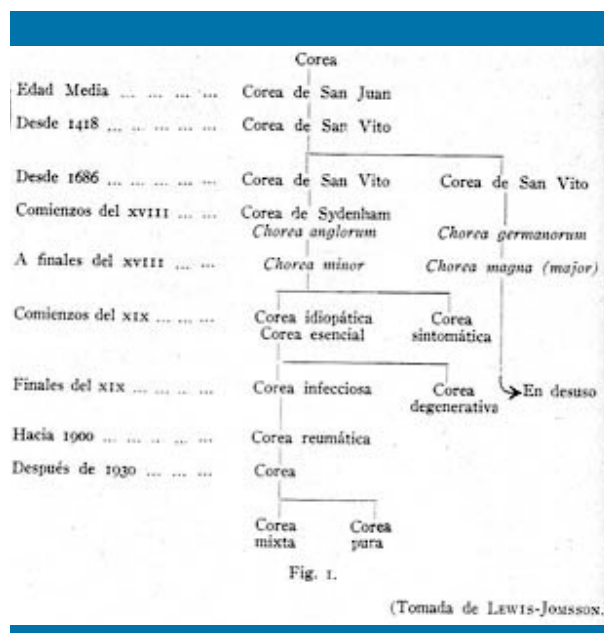 Corea
Edad Media ... ... ... ... Corea de San Juan
Desde 1418 ... ... ... ... ... Corea de San Vito
Desde 1686 ... ... ... ... ... Corea de San Vito Corea de San Vito
Comienzos del XVIII ... ... Corea de Sydenham
Chorea anglorum Chorea germanorum
A finales del XVIII ... ... Chorea minor Chorea magna (major)
Comienzos del XIX ... ... ... Corea idiopática Corea
Corea esencial sintomática
Finales del XIX ... ... ... ... Corea infecciosa Corea En desuso
degenerativa
Hacia 1900 ... ... ... ... ... Corea reumática
Después de 1930 ... ... ... Corea
Corea Corea
mixta pura
Fig. 1.
(Tomada de LEWIS-JOMSSON.